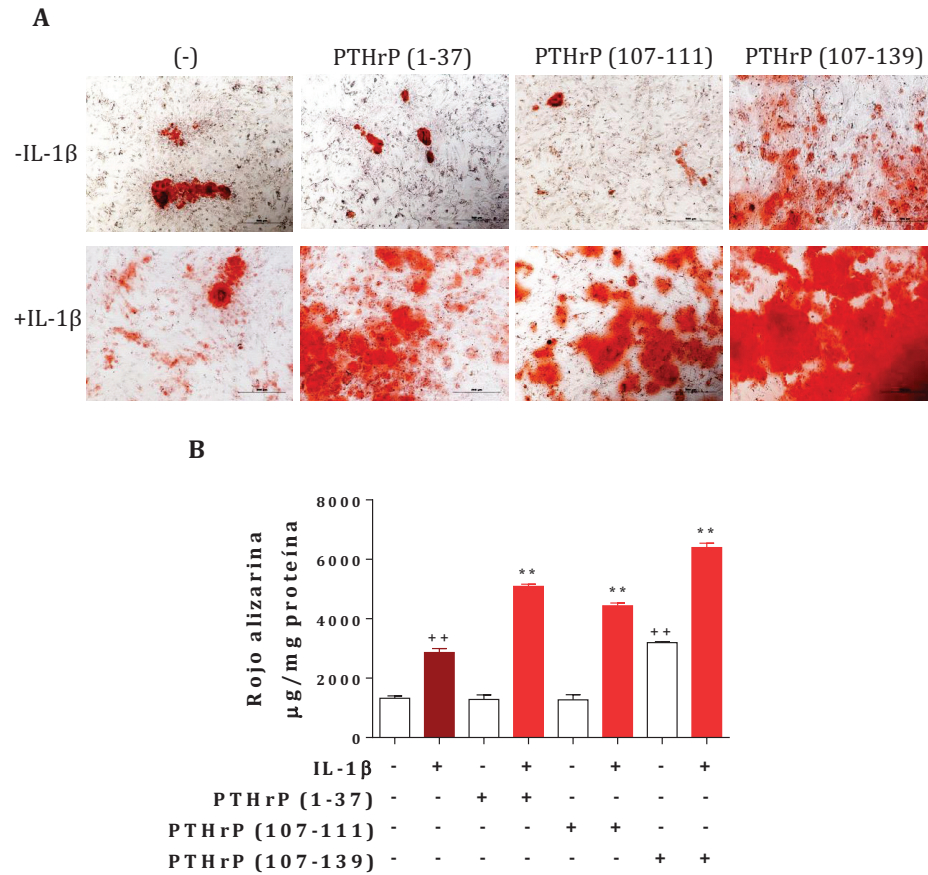 A
(-) PTHrP (1-37) PTHrP (107-111) PTHrP (107-139)
-IL-1β
+IL-1β
B
Rojo alizarina
µg/mg proteína
8000
6000
4000
2000
0
++ ** ** ++ **
IL-1β - + - + - + - +
PTHrP (1-37) - - + + - - - -
PTHrP (107-111) - - - - + + - -
PTHrP (107-139) - - - - - - + +